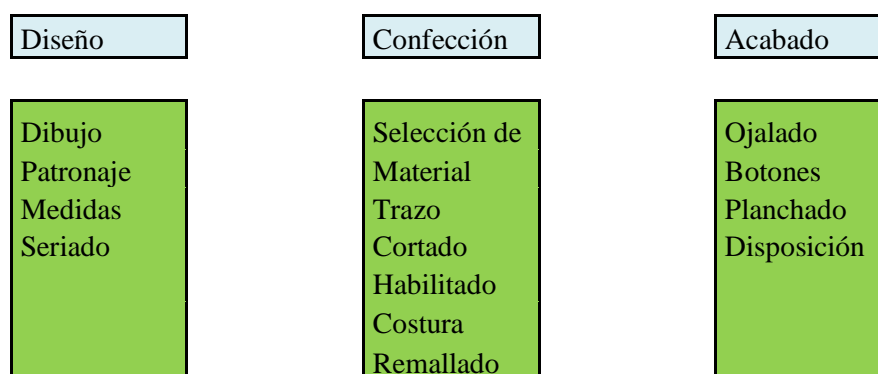 Diseño
Confección
Acabado
Dibujo
Patronaje
Medidas
Seriado
Selección de
Material
Trazo
Cortado
Habilitado
Costura
Remallado
Ojalado
Botones
Planchado
Disposición